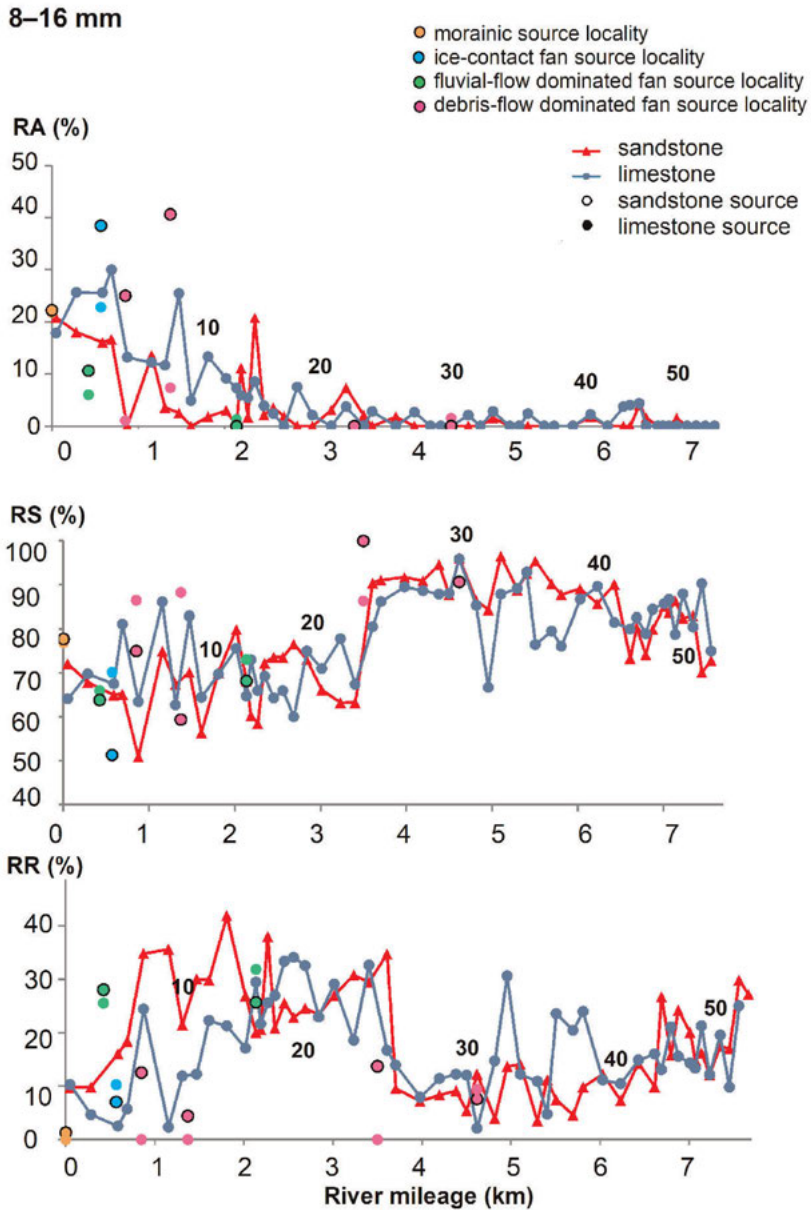 8–16 mm
morainic source locality
ice-contact fan source locality
fluvial-flow dominated fan source locality
debris-flow dominated fan source locality
RA (%)
sandstone
limestone
sandstone source
limestone source
50
40
30
20
10
0
10
20
30
40
50
0 1 2 3 4 5 6 7
RS (%)
100
90
80
70
60
50
40
10
20
30
40
50
0 1 2 3 4 5 6 7
RR (%)
40
30
20
10
0
10
20
30
40
50
0 1 2 3 4 5 6 7
River mileage (km)